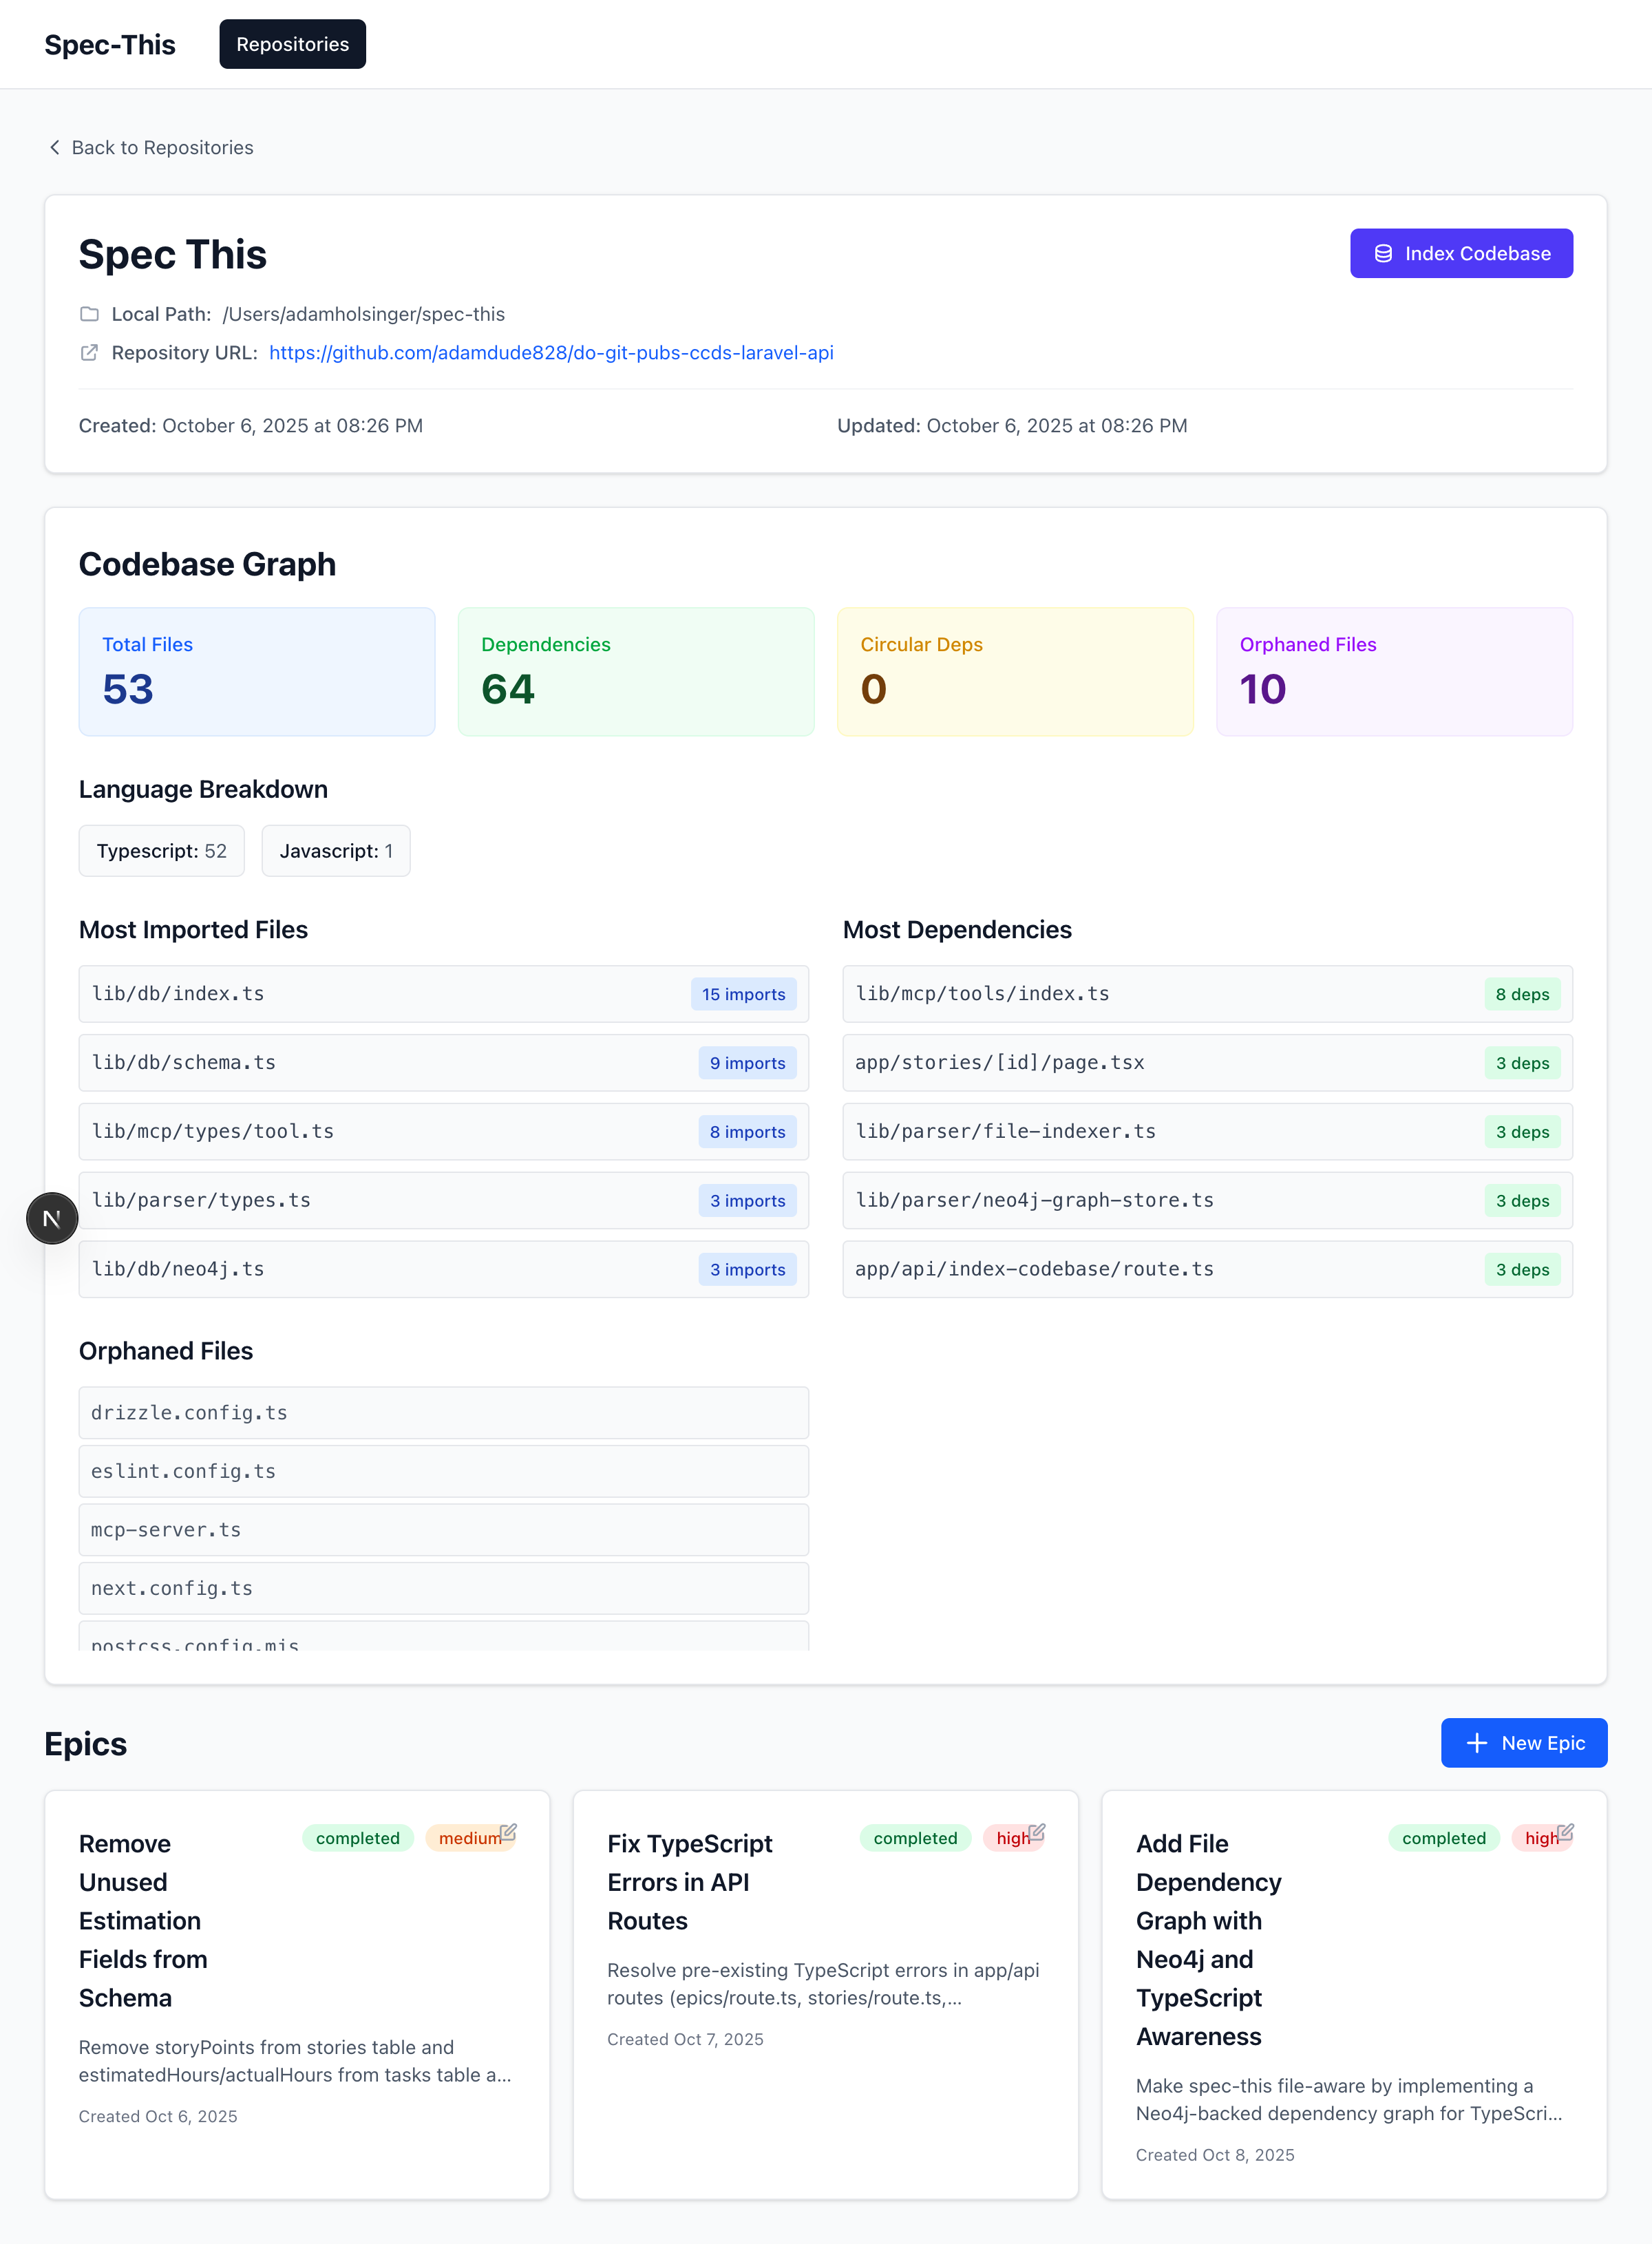 Spec-This
Repositories
Back to Repositories
Spec This
Index Codebase
Local Path: /Users/adamholsinger/spec-this
Repository URL: https://github.com/adamdude828/do-git-pubs-ccds-laravel-api
Created: October 6, 2025 at 08:26 PM
Updated: October 6, 2025 at 08:26 PM
Codebase Graph
Total Files
53
Dependencies
64
Circular Deps
0
Orphaned Files
10
Language Breakdown
Typescript: 52
Javascript: 1
Most Imported Files
lib/db/index.ts
15 imports
lib/db/schema.ts
9 imports
lib/mcp/types/tool.ts
8 imports
lib/parser/types.ts
3 imports
lib/db/neo4j.ts
3 imports
Most Dependencies
lib/mcp/tools/index.ts
8 deps
app/stories/[id]/page.tsx
3 deps
lib/parser/file-indexer.ts
3 deps
lib/parser/neo4j-graph-store.ts
3 deps
app/api/index-codebase/route.ts
3 deps
N
Orphaned Files
drizzle.config.ts
eslint.config.ts
mcp-server.ts
next.config.ts
postcss.config.mjs
Epics
New Epic
Remove
Unused
Estimation
Fields from
Schema
completed
medium
Remove storyPoints from stories table and
estimatedHours/actualHours from tasks table a...
Created Oct 6, 2025
Fix TypeScript
Errors in API
Routes
completed
high
Resolve pre-existing TypeScript errors in app/api
routes (epics/route.ts, stories/route.ts,...
Created Oct 7, 2025
Add File
Dependency
Graph with
Neo4j and
TypeScript
Awareness
completed
high
Make spec-this file-aware by implementing a
Neo4j-backed dependency graph for TypeScri...
Created Oct 8, 2025